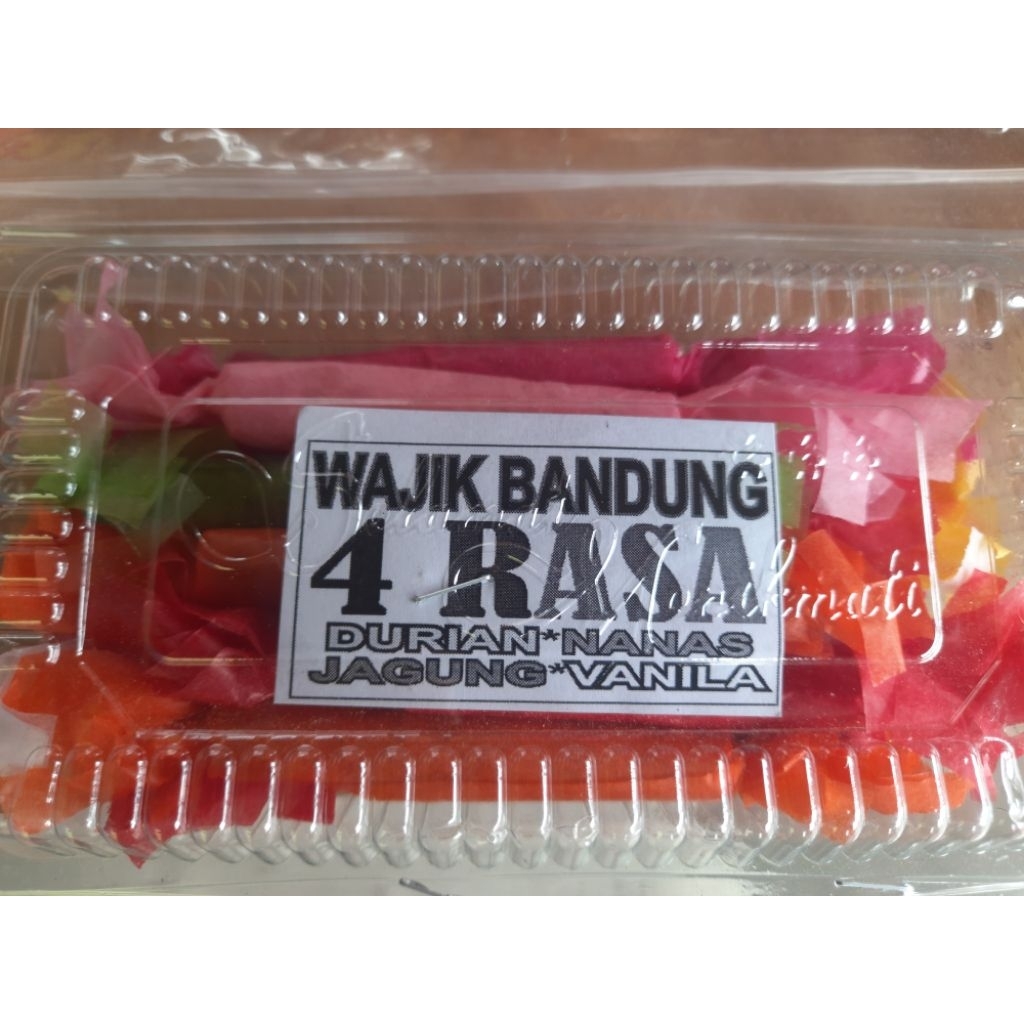 WAJIK BANDUNG
4 RASA
DURIAN*NANAS
JAGUNG*VANILA